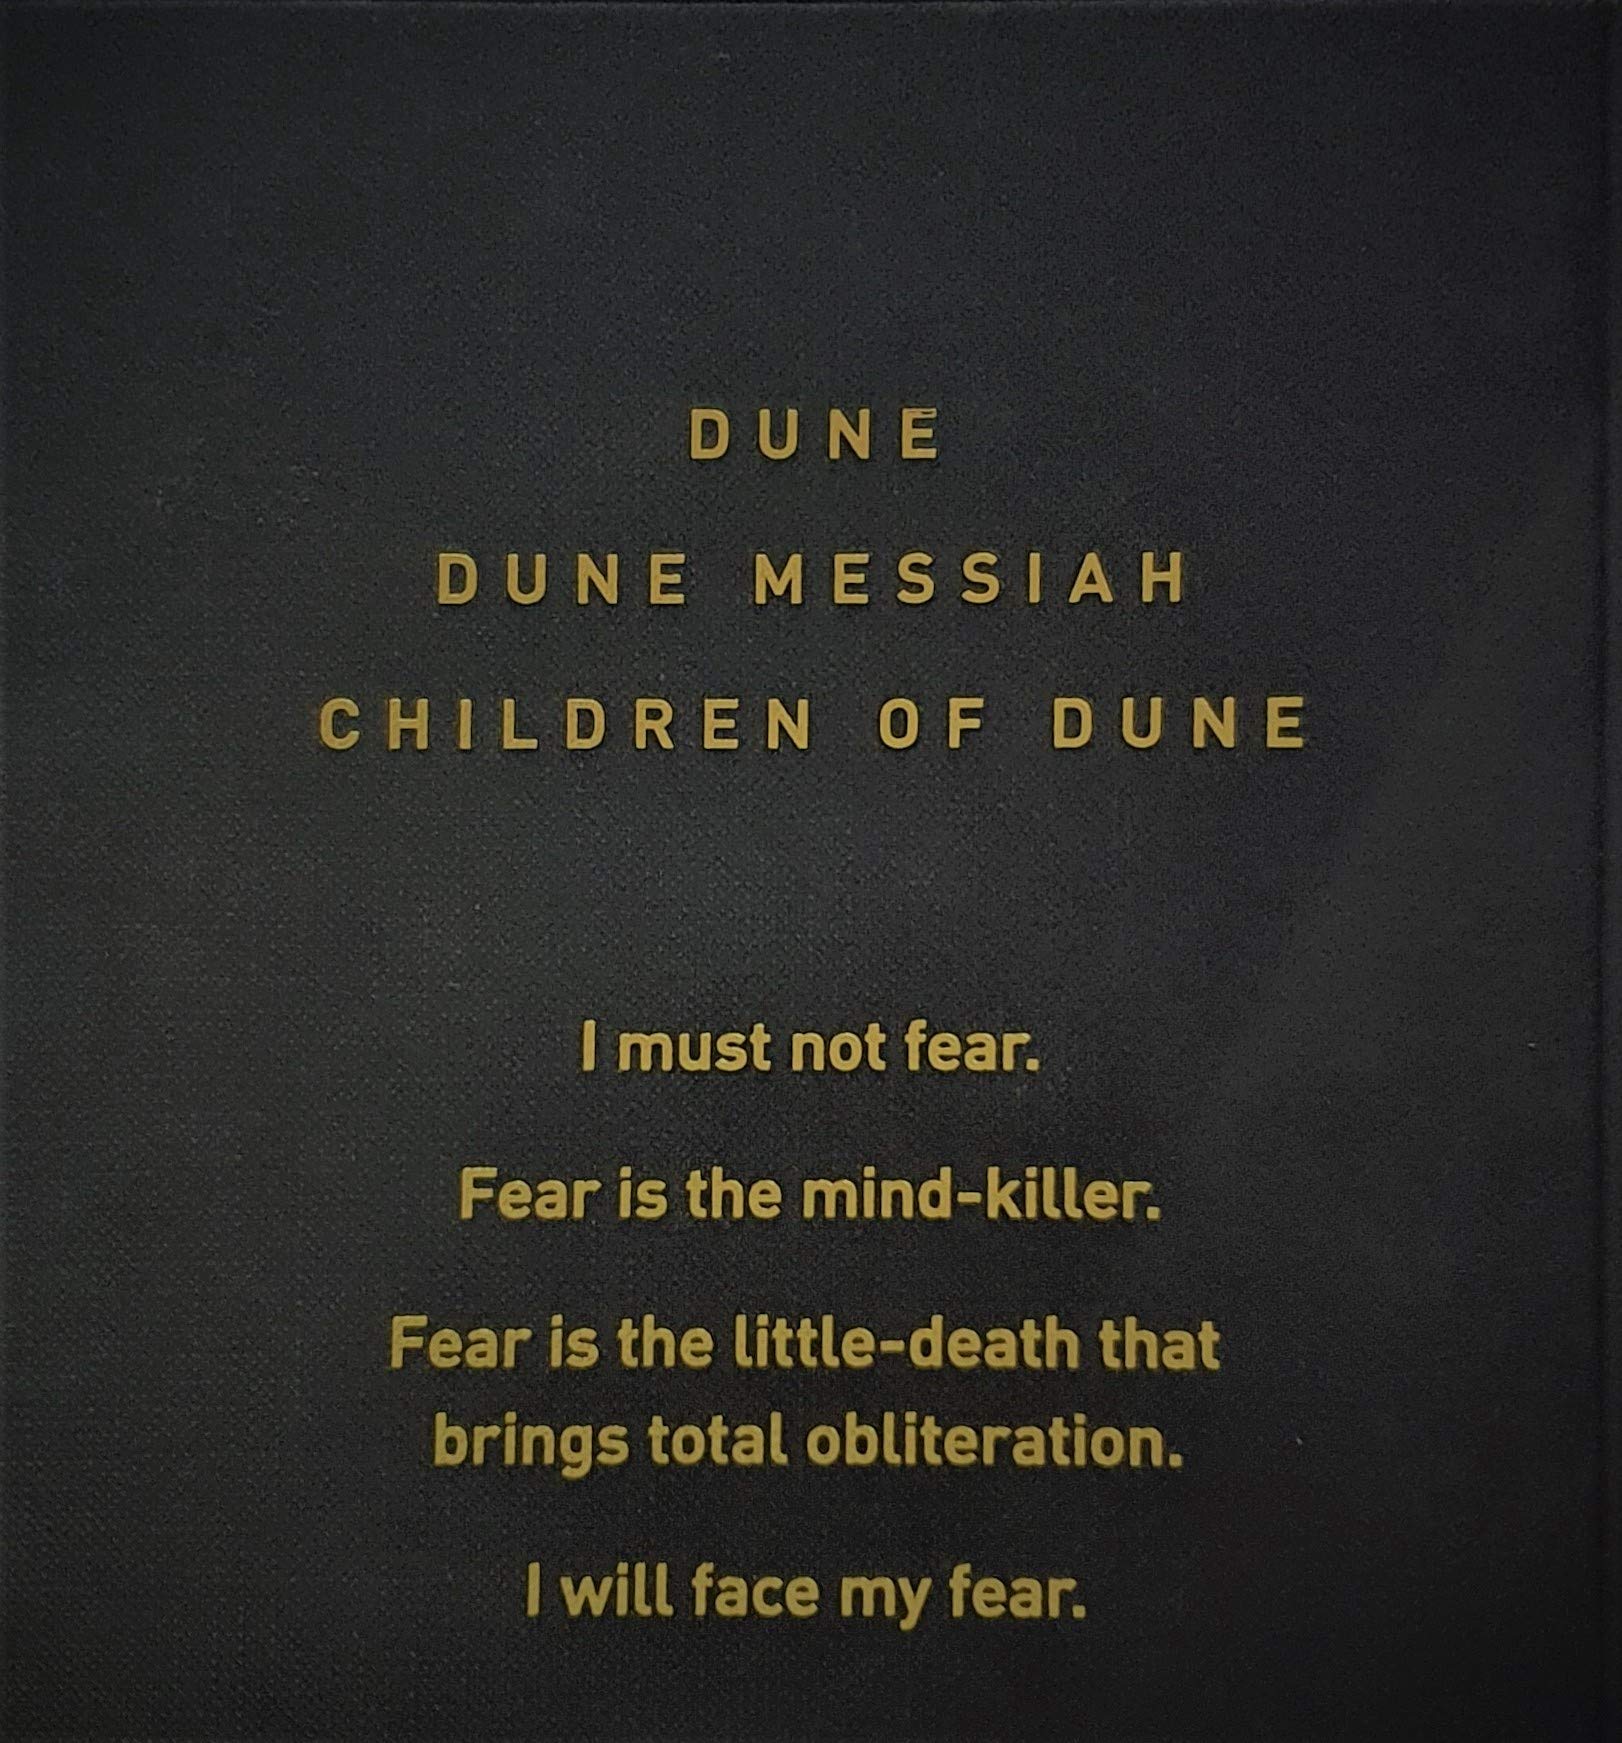 DUNE
DUNE MESSIAH
CHILDREN OF DUNE
I must not fear.
Fear is the mind-killer.
Fear is the little-death that
brings total obliteration.
I will face my fear.